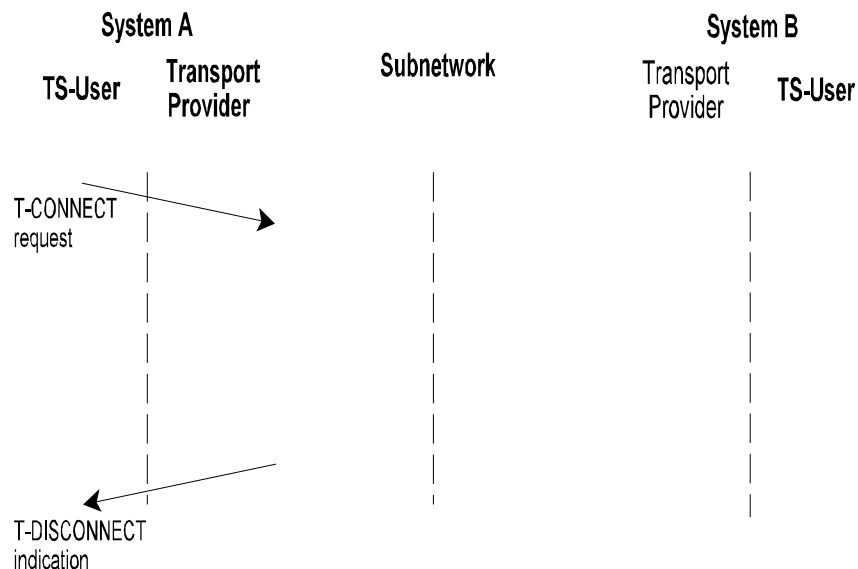 System A
System B
TS-User
Transport
Provider
Subnetwork
Transport
Provider
TS-User
T-CONNECT
request
T-DISCONNECT
indication